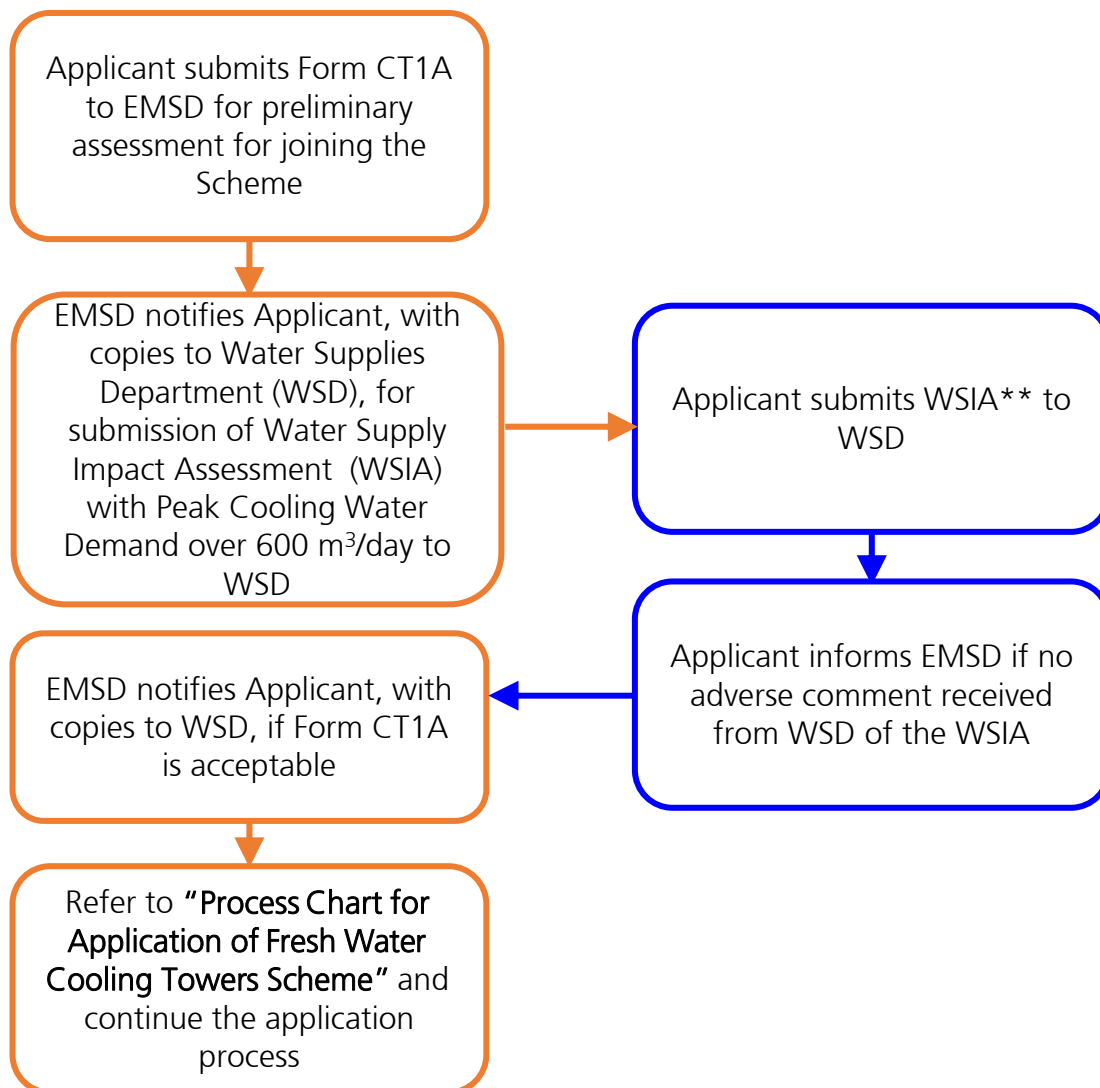 Applicant submits Form CT1A
to EMSD for preliminary
assessment for joining the
Scheme
EMSD notifies Applicant, with
copies to Water Supplies
Department (WSD), for
submission of Water Supply
Impact Assessment (WSIA)
with Peak Cooling Water
Demand over 600 m³/day to
WSD
Applicant submits WSIA** to
WSD
Applicant informs EMSD if no
adverse comment received
from WSD of the WSIA
EMSD notifies Applicant, with
copies to WSD, if Form CT1A
is acceptable
Refer to “Process Chart for
Application of Fresh Water
Cooling Towers Scheme” and
continue the application
process